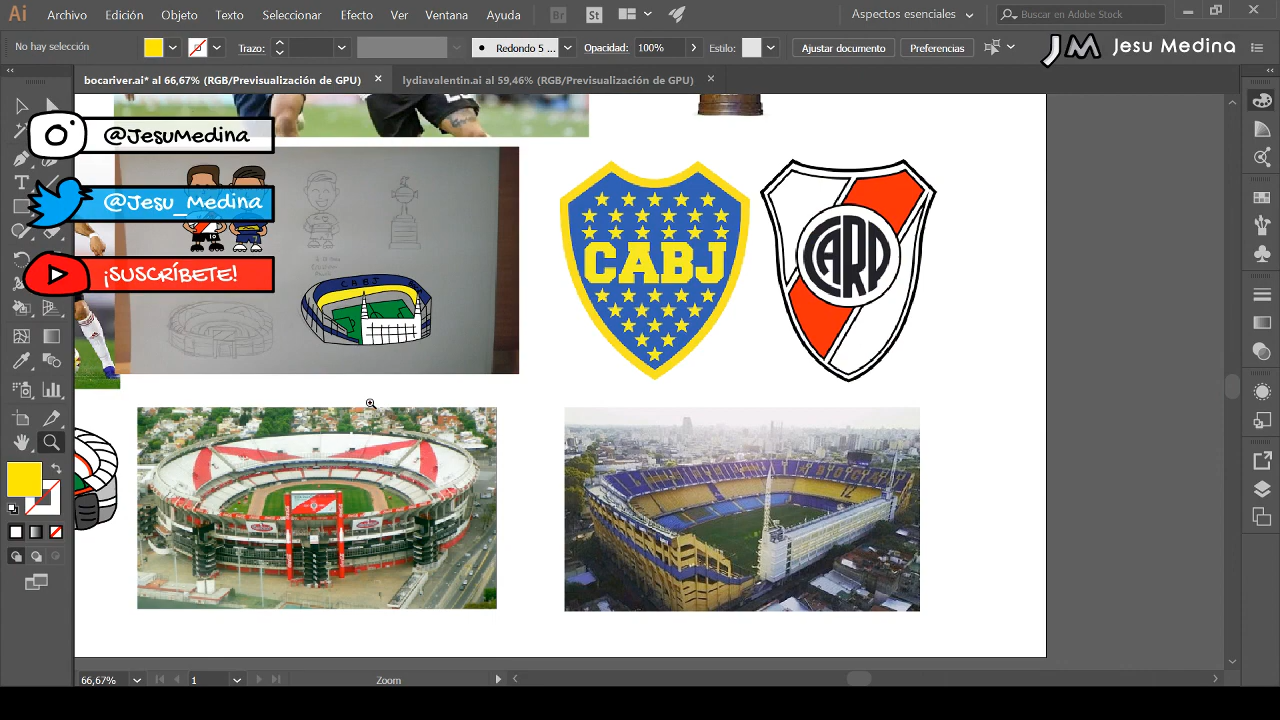 Ai Archivo Edición Objeto Texto Seleccionar Efecto Ver Ventana Ayuda Br St Aspectos esenciales Buscar en Adobe Stock
No hay selección Trazo: Redondo 5 ... Opacidad: 100% Estilo: Ajustar documento Preferencias JM Jesu Medina
bocariver.ai* al 66,67% (RGB/Previsualización de GPU) × lydiavalentin.ai al 59,46% (RGB/Previsualización de GPU) ×
@JesuMedina
@Jesu_Medina
¡SUSCRÍBETE!
CABJ
CABJ
CARP
12
66,67% 1 Zoom